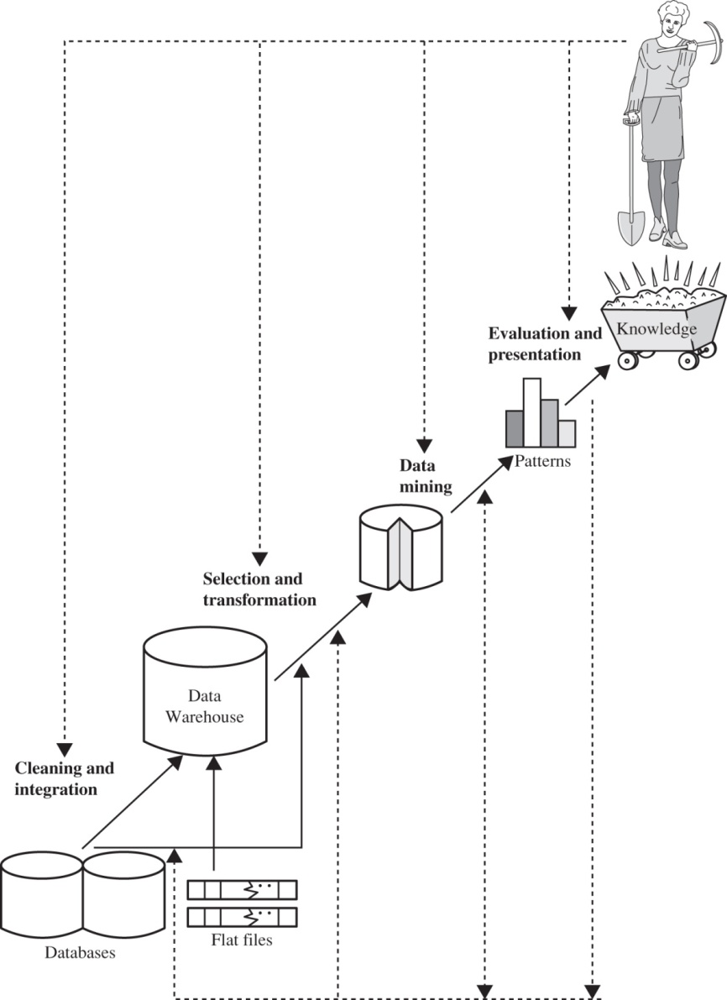 Evaluation and
presentation
Knowledge
Patterns
Data
mining
Selection and
transformation
Data
Warehouse
Cleaning and
integration
Databases
Flat files